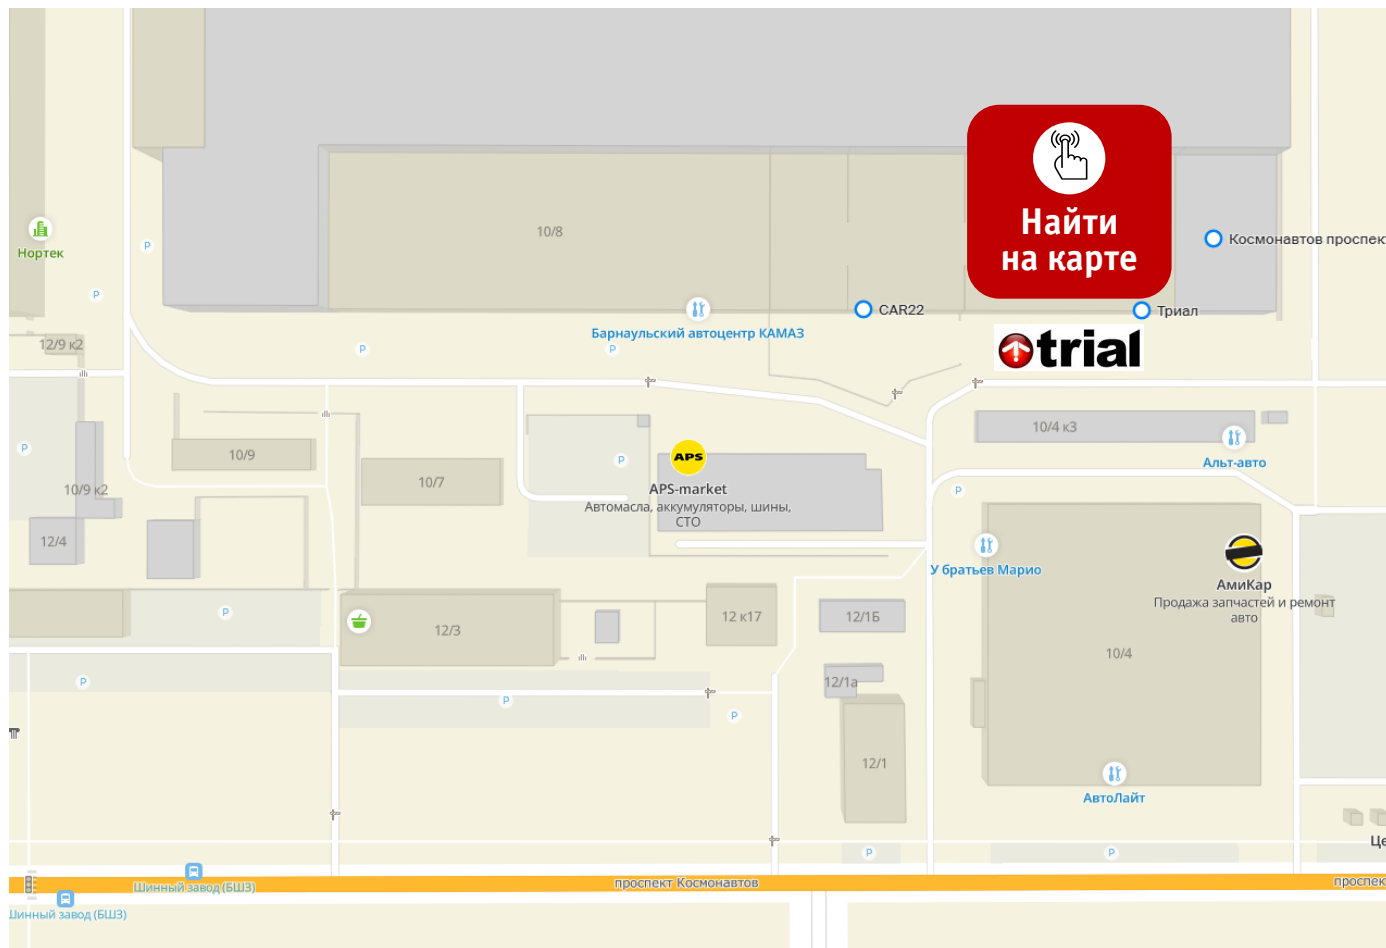 Найти
на карте
10/8
Р
Нортек
Космонавтов проспект
Р
CAR22
Триал
Барнаульский автоцентр КАМАЗ
12/9 к2
Р
Р
trial
10/4 к3
Р
10/9
APS
Р
Альт-авто
10/7
10/9 к2
APS-market
Р
Автомасла, аккумуляторы, шины,
СТО
12/4
У братьев Марио
АмиКар
Продажа запчастей и ремонт
авто
Р
12/3
12 к17
12/1Б
10/4
Р
12/1а
Р
Р
12/1
АвтоЛайт
Це
Р
Р
Шинный завод (БШЗ)
проспект Космонавтов
проспек
Шинный завод (БШЗ)